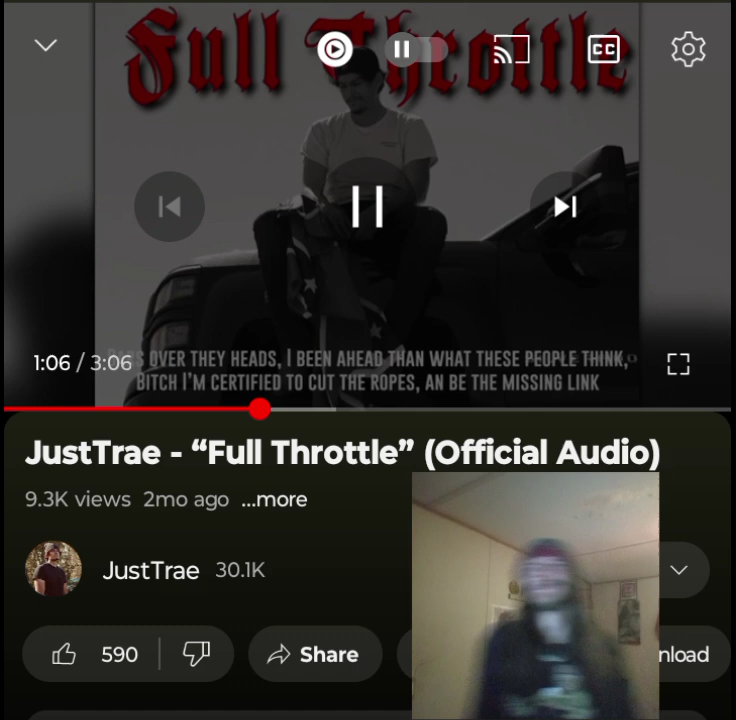 Full Throttle
CC
OVER THEY HEADS, I BEEN AHEAD THAN WHAT THESE PEOPLE THINK,
BITCH I'M CERTIFIED TO CUT THE ROPES, AN BE THE MISSING LINK
1:06 / 3:06
JustTrae - “Full Throttle” (Official Audio)
9.3K views 2mo ago ...more
JustTrae 30.1K
590
Share
nload